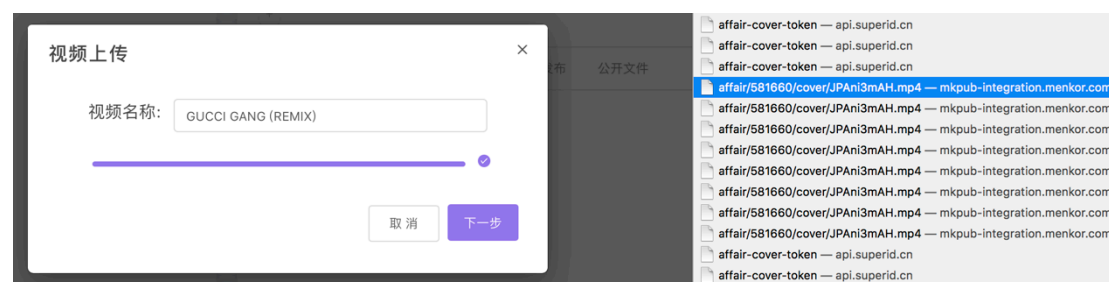 视频上传
×
发布
公开文件
视频名称:
GUCCI GANG (REMIX)
取 消
下一步
affair-cover-token — api.superid.cn
affair-cover-token — api.superid.cn
affair-cover-token — api.superid.cn
affair/581660/cover/JPAni3mAH.mp4 — mkpub-integration.menkor.com
affair/581660/cover/JPAni3mAH.mp4 — mkpub-integration.menkor.com
affair/581660/cover/JPAni3mAH.mp4 — mkpub-integration.menkor.com
affair/581660/cover/JPAni3mAH.mp4 — mkpub-integration.menkor.com
affair/581660/cover/JPAni3mAH.mp4 — mkpub-integration.menkor.com
affair/581660/cover/JPAni3mAH.mp4 — mkpub-integration.menkor.com
affair/581660/cover/JPAni3mAH.mp4 — mkpub-integration.menkor.com
affair/581660/cover/JPAni3mAH.mp4 — mkpub-integration.menkor.com
affair-cover-token — api.superid.cn
affair-cover-token — api.superid.cn